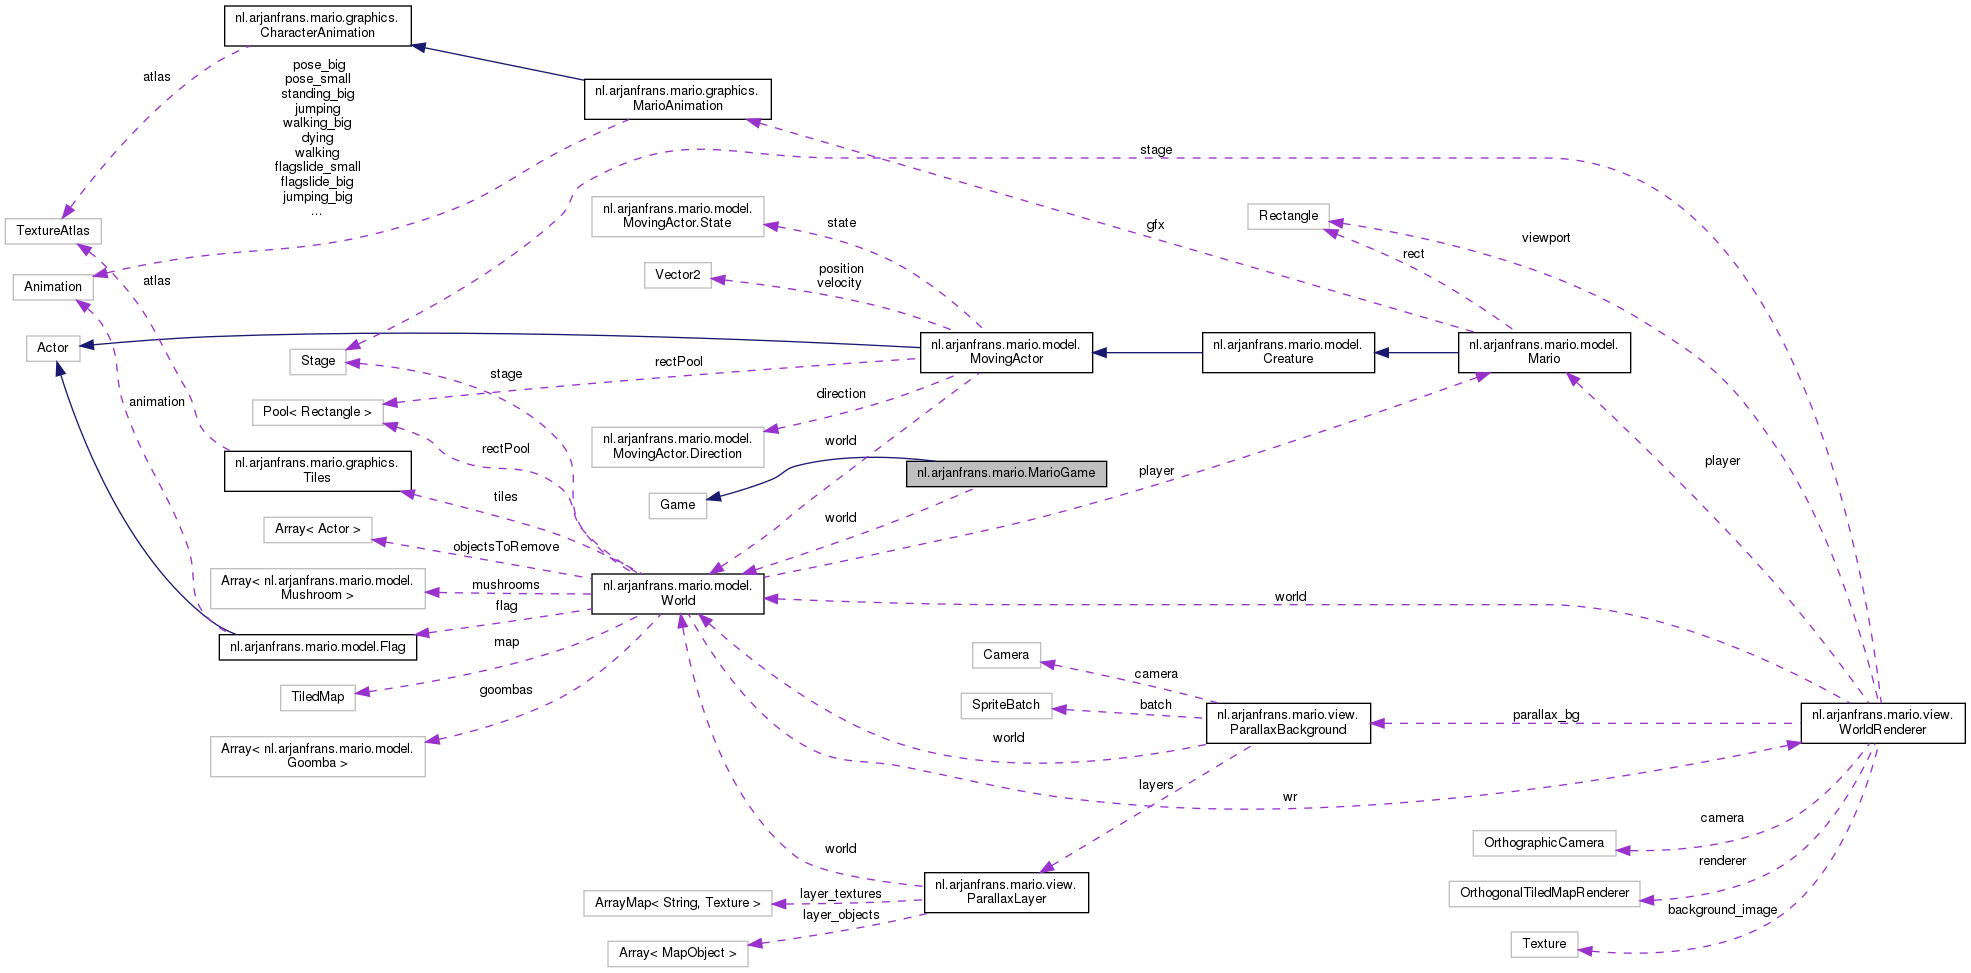 nl.arjanfrans.mario.graphics.
CharacterAnimation
atlas
pose_big
pose_small
standing_big
jumping
walking_big
dying
walking
flagslide_small
flagslide_big
jumping_big
...
nl.arjanfrans.mario.graphics.
MarioAnimation
stage
nl.arjanfrans.mario.model.
MovingActor.State
state
gfx
Rectangle
viewport
rect
TextureAtlas
Animation
atlas
Vector2
position
velocity
Actor
Stage
stage
rectPool
nl.arjanfrans.mario.model.
MovingActor
nl.arjanfrans.mario.model.
Creature
nl.arjanfrans.mario.model.
Mario
animation
Pool< Rectangle >
direction
nl.arjanfrans.mario.model.
MovingActor.Direction
world
rectPool
nl.arjanfrans.mario.graphics.
Tiles
tiles
Game
nl.arjanfrans.mario.MarioGame
player
player
world
Array< Actor >
objectsToRemove
Array< nl.arjanfrans.mario.model.
Mushroom >
mushrooms
nl.arjanfrans.mario.model.
World
world
flag
nl.arjanfrans.mario.model.Flag
map
TiledMap
goombas
Array< nl.arjanfrans.mario.model.
Goomba >
Camera
camera
SpriteBatch
batch
nl.arjanfrans.mario.view.
ParallaxBackground
parallax_bg
nl.arjanfrans.mario.view.
WorldRenderer
world
layers
wr
camera
OrthographicCamera
world
nl.arjanfrans.mario.view.
ParallaxLayer
renderer
OrthogonalTiledMapRenderer
ArrayMap< String, Texture >
layer_textures
layer_objects
background_image
Array< MapObject >
Texture